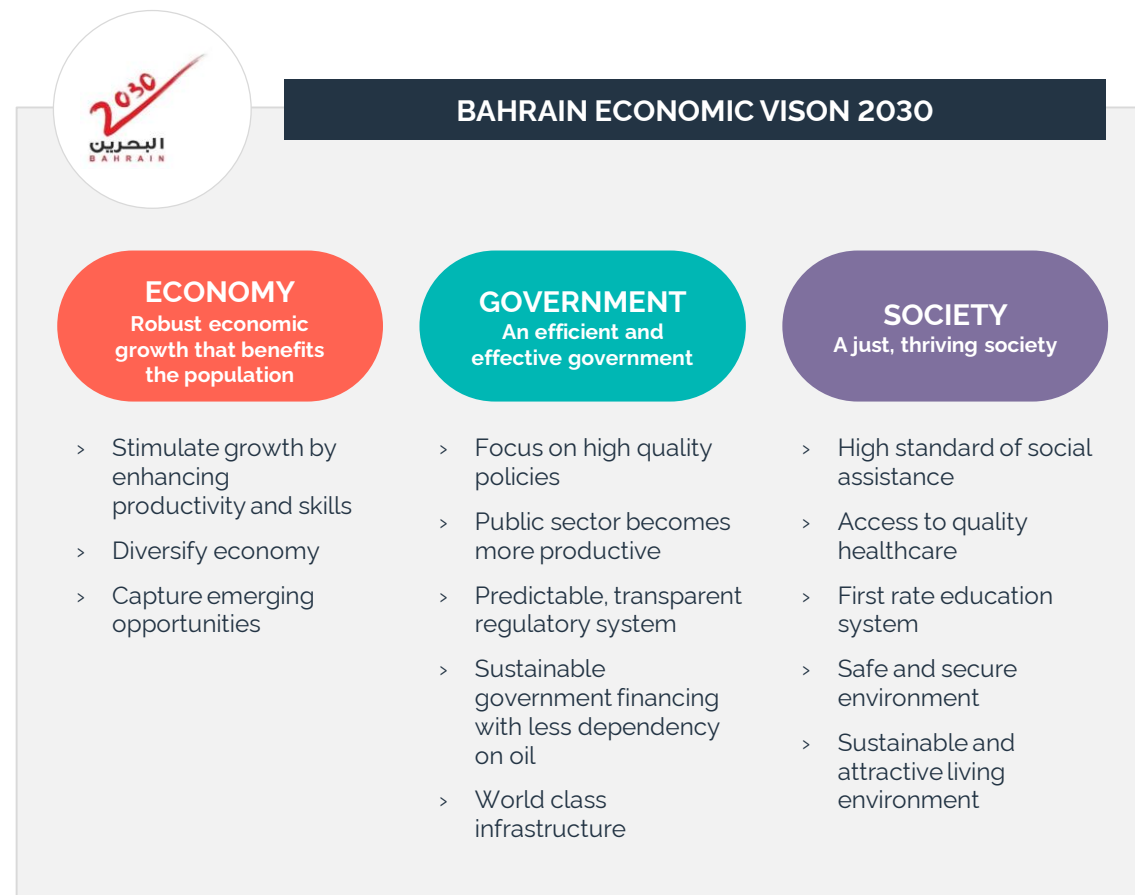 2030
البحرين
BAHRAIN
BAHRAIN ECONOMIC VISON 2030
ECONOMY
Robust economic
growth that benefits
the population
› Stimulate growth by
enhancing
productivity and skills
› Diversify economy
› Capture emerging
opportunities
GOVERNMENT
An efficient and
effective government
› Focus on high quality
policies
› Public sector becomes
more productive
› Predictable, transparent
regulatory system
› Sustainable
government financing
with less dependency
on oil
› World class
infrastructure
SOCIETY
A just, thriving society
› High standard of social
assistance
› Access to quality
healthcare
› First rate education
system
› Safe and secure
environment
› Sustainable and
attractive living
environment